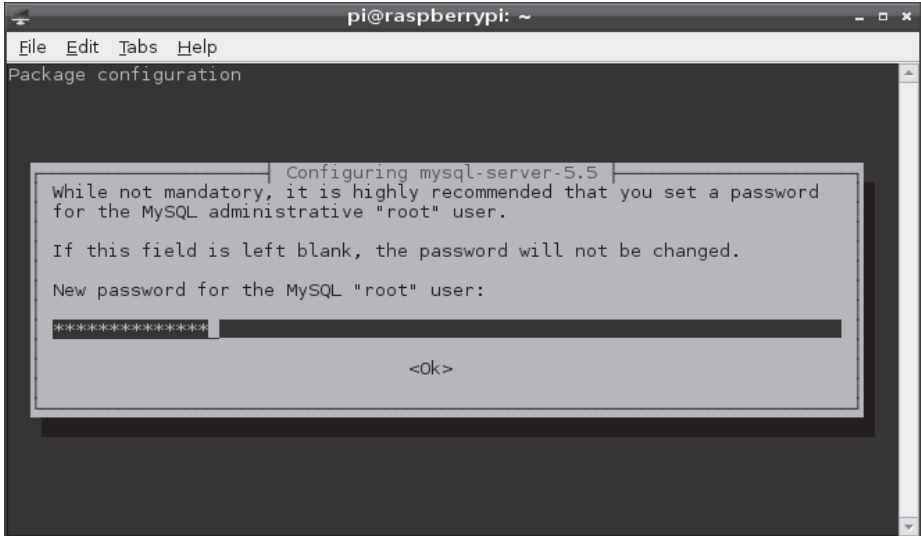 pi@raspberrypi: ~
File Edit Tabs Help
Package configuration
Configuring mysql-server-5.5
While not mandatory, it is highly recommended that you set a password
for the MySQL administrative "root" user.
If this field is left blank, the password will not be changed.
New password for the MySQL "root" user:
**************_
<Ok>